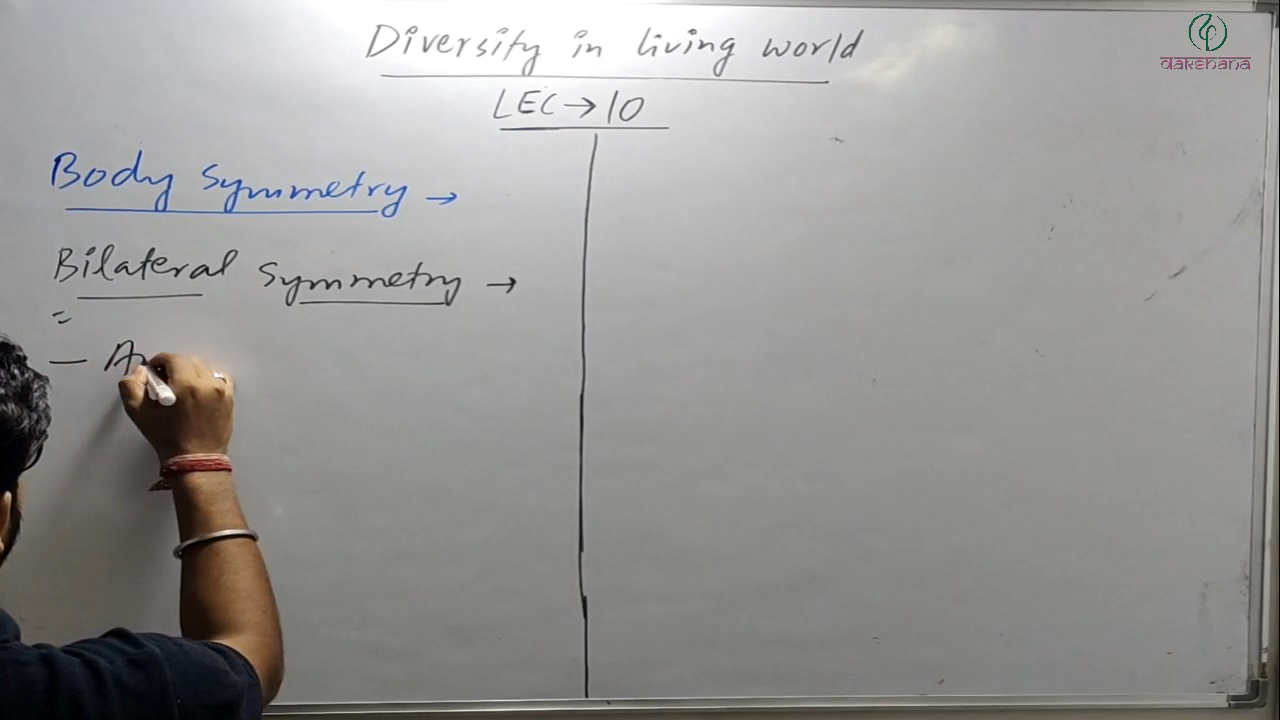 Diversity in living world
dakshana
LEC → 10
Body Symmetry →
Bilateral Symmetry →